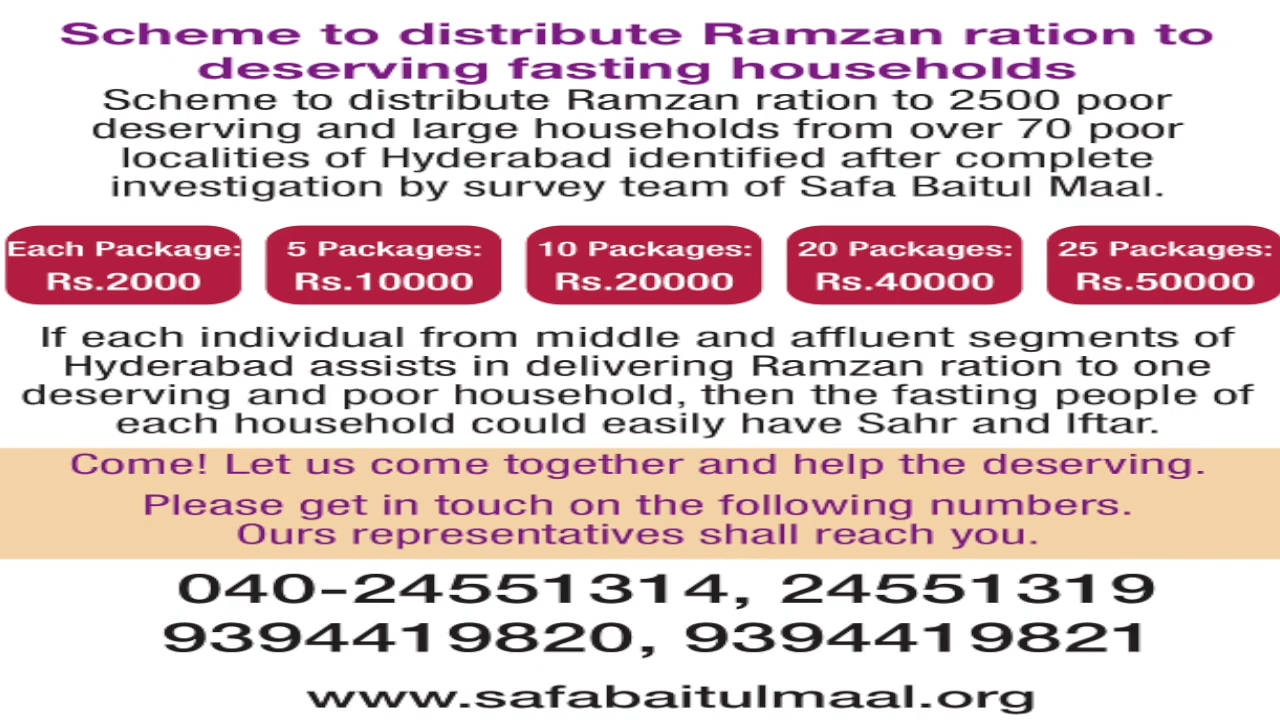 Scheme to distribute Ramzan ration to
deserving fasting households
Scheme to distribute Ramzan ration to 2500 poor
deserving and large households from over 70 poor
localities of Hyderabad identified after complete
investigation by survey team of Safa Baitul Maal.
Each Package:
Rs.2000
5 Packages:
Rs.10000
10 Packages:
Rs.20000
20 Packages:
Rs.40000
25 Packages:
Rs.50000
If each individual from middle and affluent segments of
Hyderabad assists in delivering Ramzan ration to one
deserving and poor household, then the fasting people of
each household could easily have Sahr and Iftar.
Come! Let us come together and help the deserving.
Please get in touch on the following numbers.
Ours representatives shall reach you.
040-24551314, 24551319
9394419820, 9394419821
www.safabaitulmaal.org